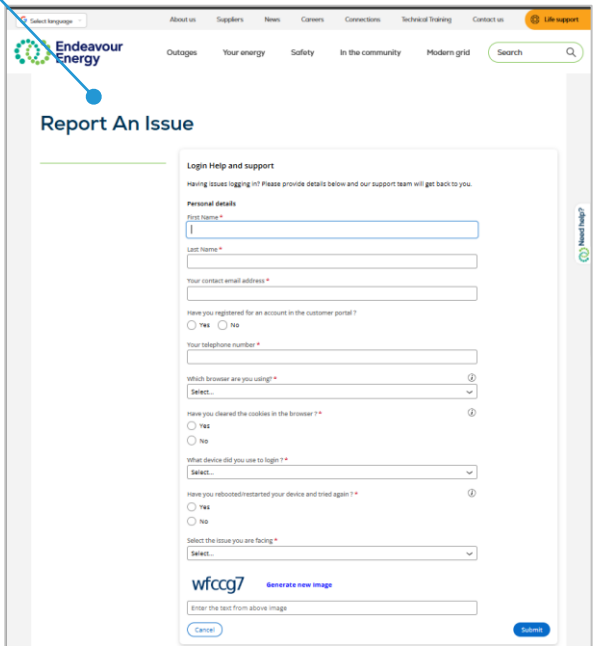 Select language
About us Suppliers News Careers Connections Technical Training Contact us Life support
Endeavour
Energy
Outages Your energy Safety In the community Modern grid Search
Report An Issue
Login Help and support
Having issues logging in? Please provide details below and our support team will get back to you.
Personal details
First Name *
Last Name *
Your contact email address *
Have you registered for an account in the customer portal ?
Yes No
Your telephone number *
Which browser are you using? *
Select...
Have you cleared the cookies in the browser ? *
Yes
No
What device did you use to login ? *
Select...
Have you rebooted/restarted your device and tried again ? *
Yes
No
Select the issue you are facing *
Select...
wfccg7 Generate new image
Enter the text from above image
Cancel Submit
Need help?